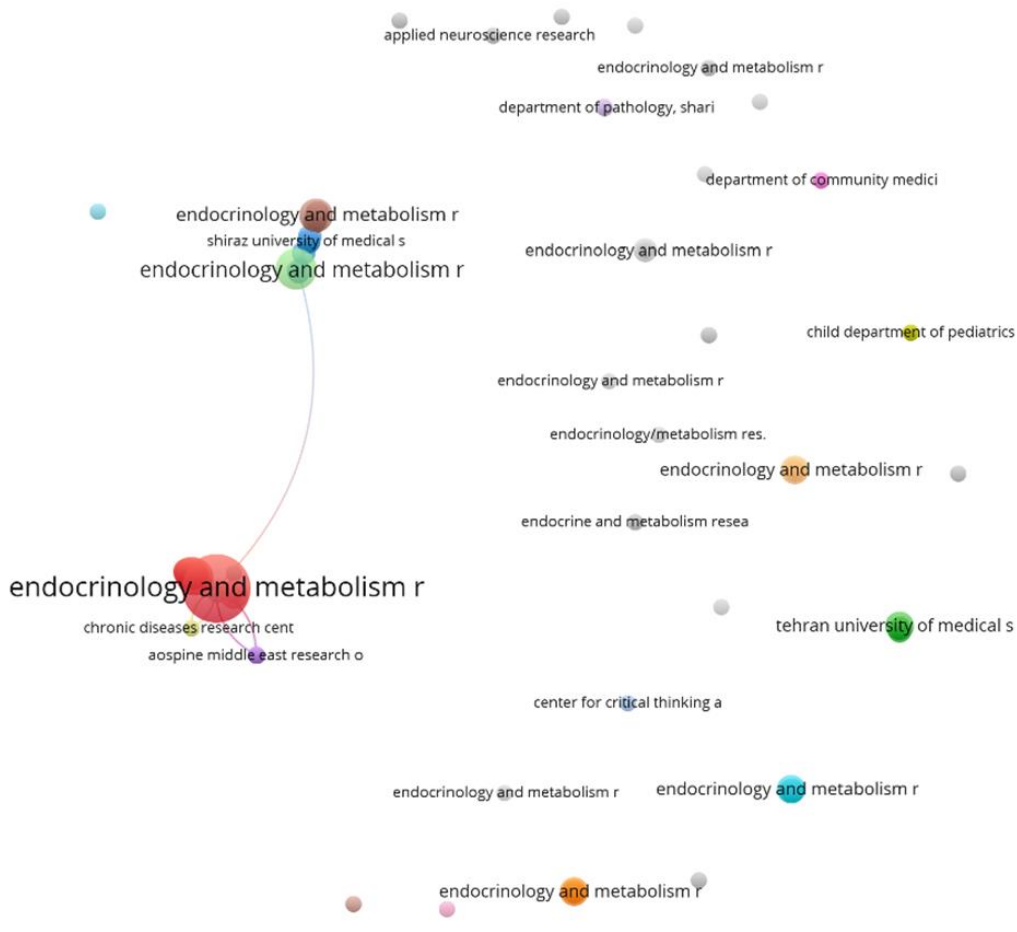 applied neuroscience research
endocrinology and metabolism r
department of pathology, shari
department of community medici
endocrinology and metabolism r
shiraz university of medical s
endocrinology and metabolism r
endocrinology and metabolism r
child department of pediatrics
endocrinology and metabolism r
endocrinology/metabolism res.
endocrinology and metabolism r
endocrine and metabolism resea
endocrinology and metabolism r
chronic diseases research cent
tehran university of medical s
aospine middle east research o
center for critical thinking a
endocrinology and metabolism r
endocrinology and metabolism r
endocrinology and metabolism r